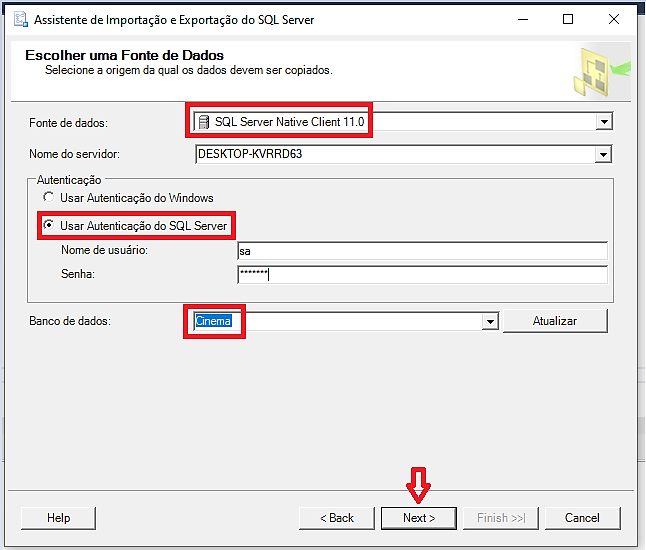 Assistente de Importação e Exportação do SQL Server
Escolher uma Fonte de Dados
Selecione a origem da qual os dados devem ser copiados.
Fonte de dados: SQL Server Native Client 11.0
Nome do servidor: DESKTOP-KVRRD63
Autenticação
Usar Autenticação do Windows
Usar Autenticação do SQL Server
Nome de usuário: sa
Senha: *******
Banco de dados: Cinema Atualizar
Help < Back Next > Finish >>| Cancel